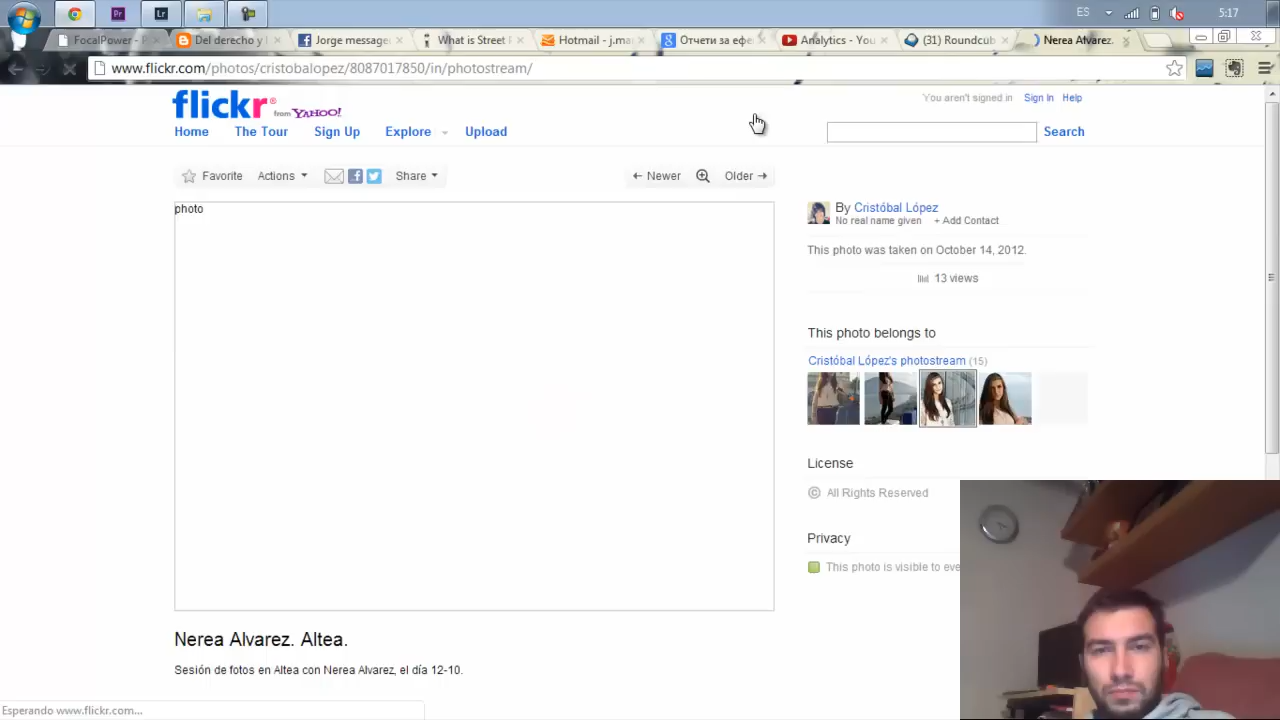 ES 5:17
FocalPower - P
Del derecho y l
Jorge message
What is Street P
Hotmail - j.ma
Отчети за ефе
Analytics - You
(31) Roundcub
Nerea Alvarez.
www.flickr.com/photos/cristobalopez/8087017850/in/photostream/
flickr® from YAHOO!
You aren't signed in Sign In Help
Home The Tour Sign Up Explore Upload
Search
Favorite Actions Share
← Newer Older →
photo
By Cristóbal López
No real name given + Add Contact
This photo was taken on October 14, 2012.
13 views
This photo belongs to
Cristóbal López's photostream (15)
License
© All Rights Reserved
Privacy
This photo is visible to eve
Nerea Alvarez. Altea.
Sesión de fotos en Altea con Nerea Alvarez, el día 12-10.
Esperando www.flickr.com...